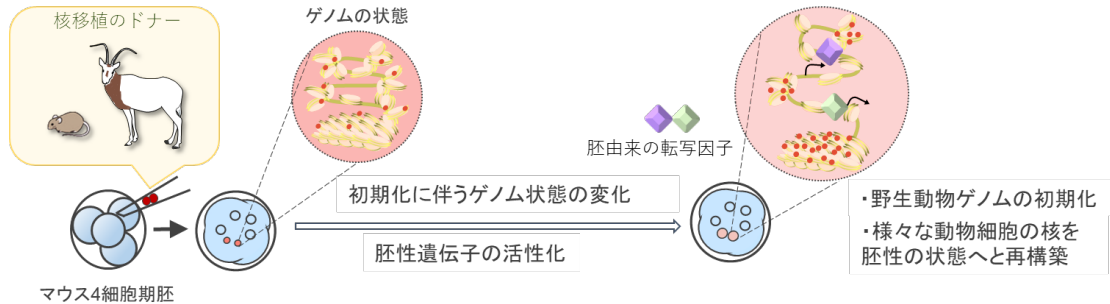 核移植のドナー
ゲノムの状態
胚由来の転写因子
初期化に伴うゲノム状態の変化
胚性遺伝子の活性化
・野生動物ゲノムの初期化
・様々な動物細胞の核を
胚性の状態へと再構築
マウス4細胞期胚